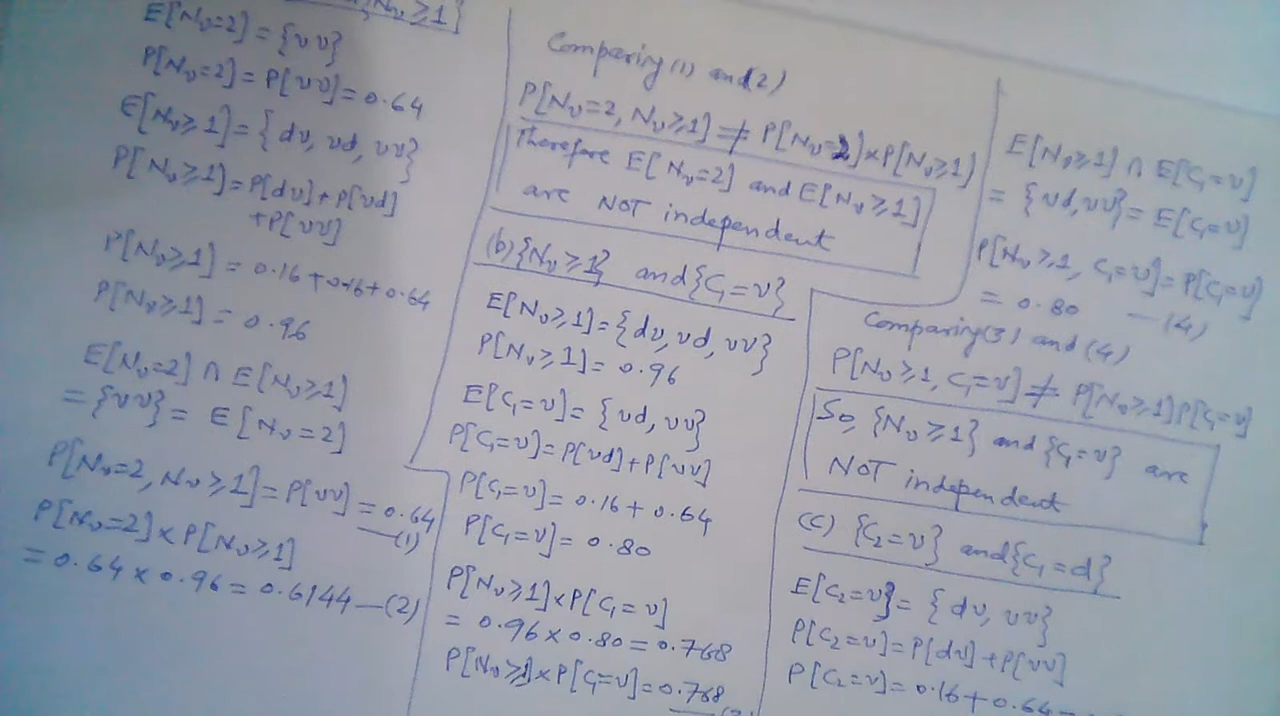 N_v ≥ 1}
E[N_v=2] = {vv}
P[N_v=2] = P[vv] = 0.64
E[N_v ≥ 1] = {dv, vd, vv}
P[N_v ≥ 1] = P[dv] + P[vd]
+ P[vv]
P[N_v ≥ 1] = 0.16 + 0.16 + 0.64
P[N_v ≥ 1] = 0.96
E[N_v=2] ∩ E[N_v ≥ 1]
= {vv} = E[N_v=2]
P[N_v=2, N_v ≥ 1] = P[vv] = 0.64
—(1)
P[N_v=2] × P[N_v ≥ 1]
= 0.64 × 0.96 = 0.6144 —(2)
Comparing (1) and (2)
P[N_v=2, N_v ≥ 1] ≠ P[N_v=2] × P[N_v ≥ 1]
Therefore E[N_v=2] and E[N_v ≥ 1]
are NOT independent
(b) {N_v ≥ 1} and {C_1=v}
E[N_v ≥ 1] = {dv, vd, vv}
P[N_v ≥ 1] = 0.96
E[C_1=v] = {vd, vv}
P[C_1=v] = P[vd] + P[vv]
P[C_1=v] = 0.16 + 0.64
P[C_1=v] = 0.80
P[N_v ≥ 1] × P[C_1=v]
= 0.96 × 0.80 = 0.768
P[N_v ≥ 1] × P[C_1=v] = 0.768
E[N_v ≥ 1] ∩ E[C_1=v]
= {vd, vv} = E[C_1=v]
P[N_v ≥ 1, C_1=v] = P[C_1=v]
= 0.80 —(4)
Comparing (3) and (4)
P[N_v ≥ 1, C_1=v] ≠ P[N_v ≥ 1] P[C_1=v]
So, {N_v ≥ 1} and {C_1=v} are
NOT independent
(c) {C_2=v} and {C_1=d}
E[C_2=v} = {dv, vv}
P[C_2=v] = P[dv] + P[vv]
P[C_2=v] = 0.16 + 0.64